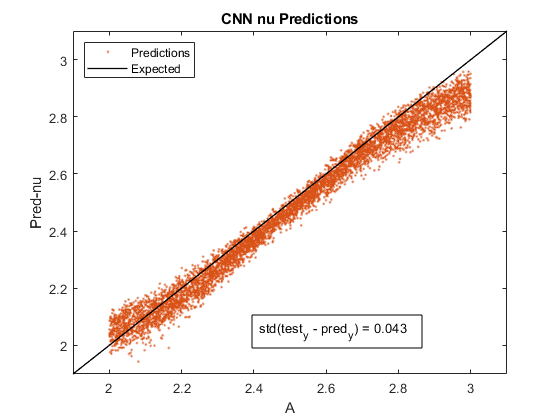 CNN nu Predictions
Predictions
Expected
Pred-nu
3
2.8
2.6
2.4
2.2
2
std(test_y - pred_y) = 0.043
2 2.2 2.4 2.6 2.8 3
A